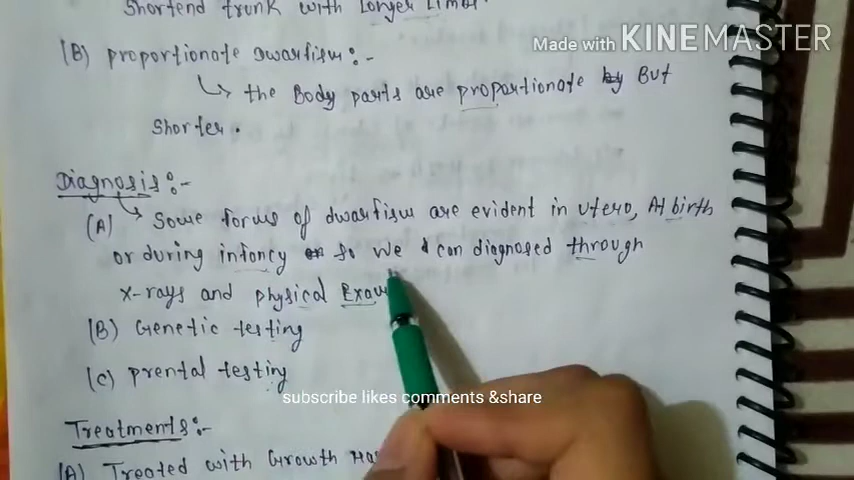 Shortend trunk with Longer Limb.
Made with KINEMASTER
(B) proportionate dwarfism:-
the Body parts are proportionate by But
Shorter.
Diagnosis:-
(A) Some forms of dwarfism are evident in utero, At birth
or during infancy so We can diagnosed through
X-rays and physical Exam
(B) Genetic testing
(C) prental testing
subscribe likes comments &share
Treatments:-
(A) Treated with Growth